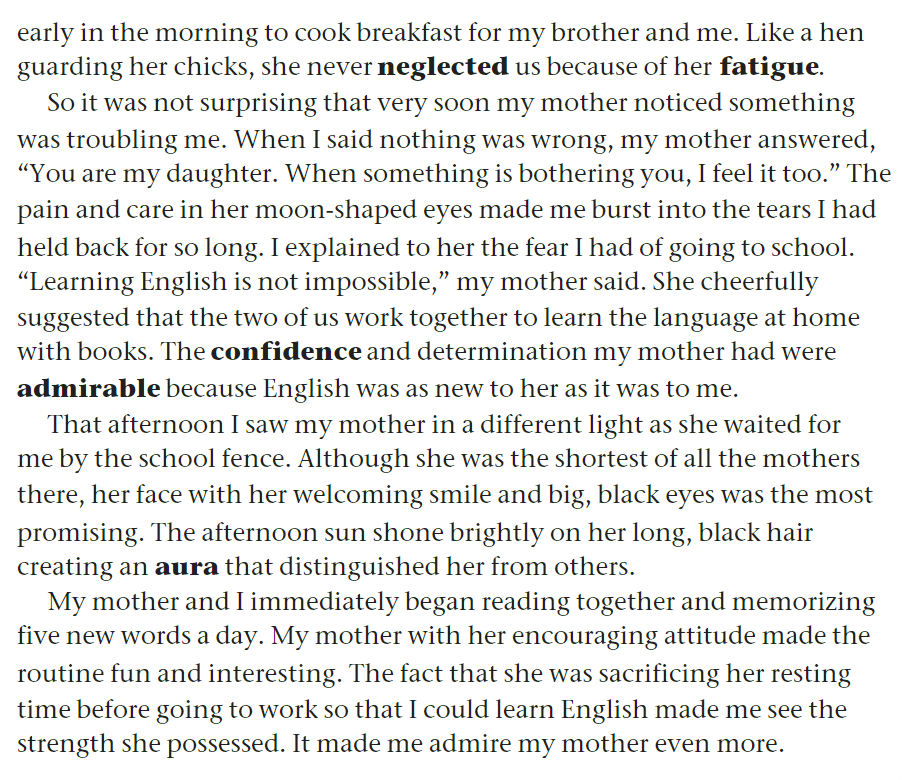 early in the morning to cook breakfast for my brother and me. Like a hen
guarding her chicks, she never neglected us because of her fatigue.
So it was not surprising that very soon my mother noticed something
was troubling me. When I said nothing was wrong, my mother answered,
“You are my daughter. When something is bothering you, I feel it too.” The
pain and care in her moon-shaped eyes made me burst into the tears I had
held back for so long. I explained to her the fear I had of going to school.
“Learning English is not impossible,” my mother said. She cheerfully
suggested that the two of us work together to learn the language at home
with books. The confidence and determination my mother had were
admirable because English was as new to her as it was to me.
That afternoon I saw my mother in a different light as she waited for
me by the school fence. Although she was the shortest of all the mothers
there, her face with her welcoming smile and big, black eyes was the most
promising. The afternoon sun shone brightly on her long, black hair
creating an aura that distinguished her from others.
My mother and I immediately began reading together and memorizing
five new words a day. My mother with her encouraging attitude made the
routine fun and interesting. The fact that she was sacrificing her resting
time before going to work so that I could learn English made me see the
strength she possessed. It made me admire my mother even more.